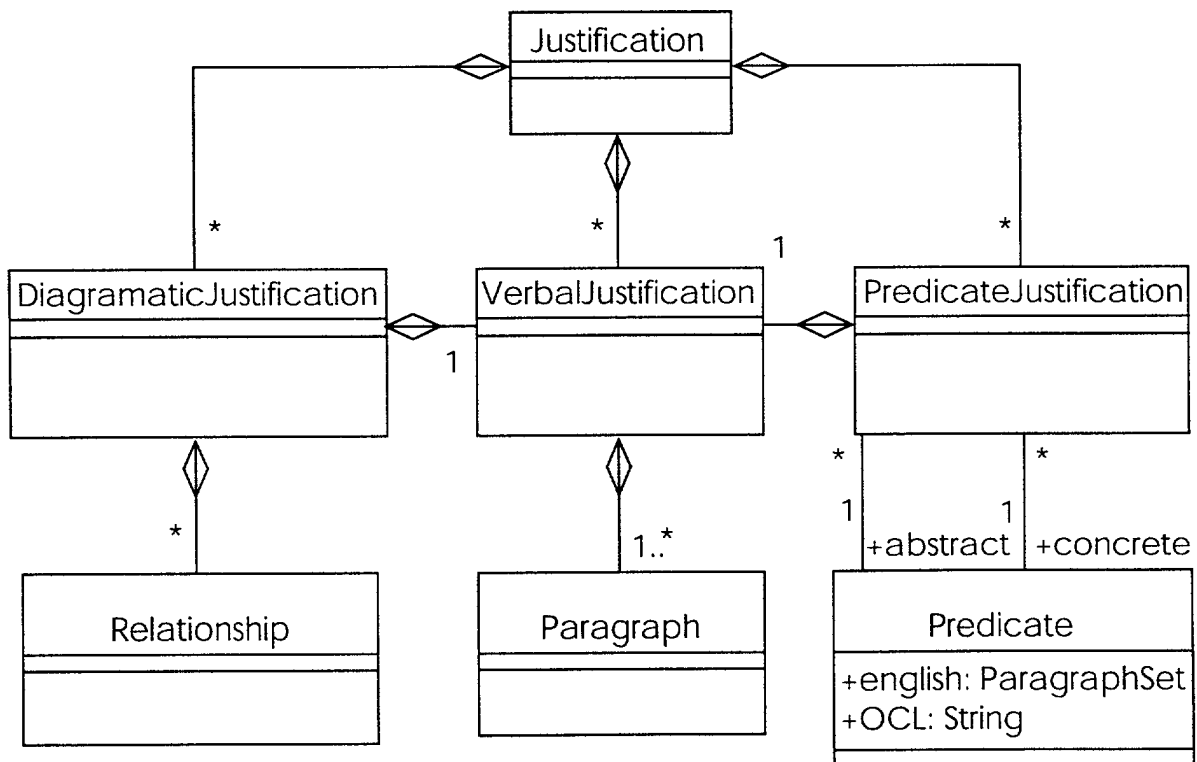 Justification
*
*
*
1
DiagramaticJustification
VerbalJustification
PredicateJustification
1
*
*
*
1..*
1
1
+abstract
+concrete
Relationship
Paragraph
Predicate
+english: ParagraphSet
+OCL: String